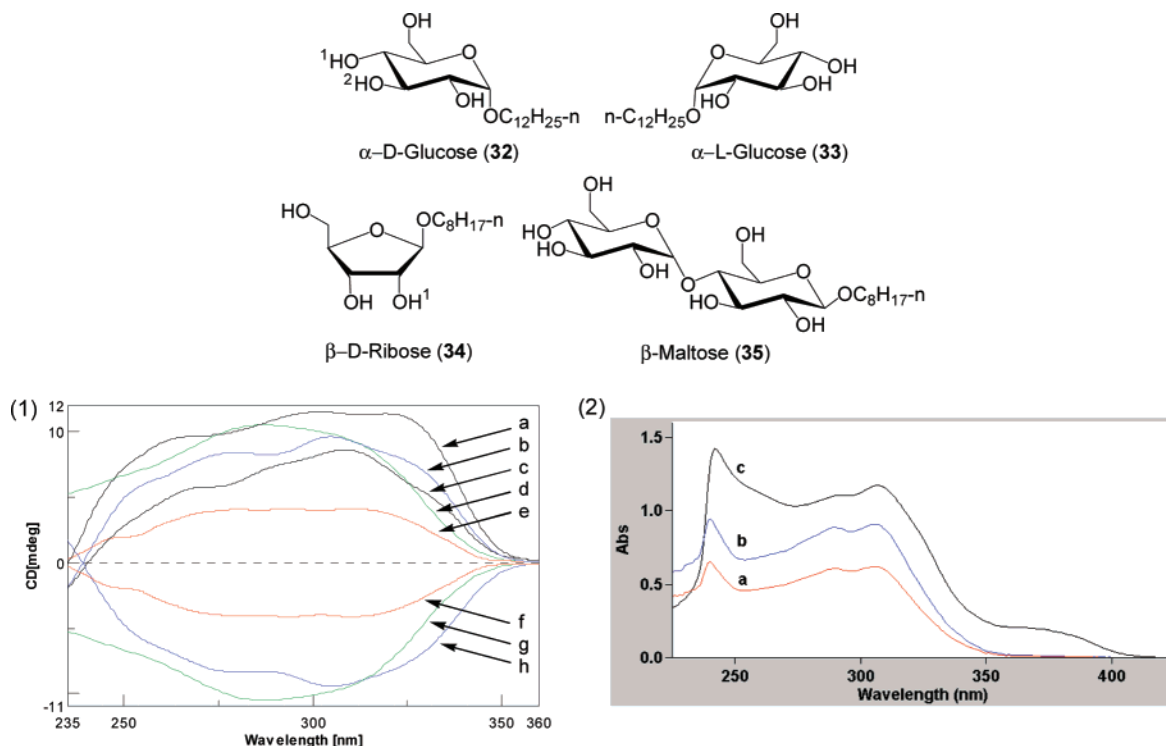 OH OH
¹HO O O
²HO OH HO OH
HO OH
OC₁₂H₂₅-n n-C₁₂H₂₅O
α–D-Glucose (32) α–L-Glucose (33)
OH
HO O OC₈H₁₇-n HO O OH
HO OH O O
OH OH¹ HO OC₈H₁₇-n
OH
β–D-Ribose (34) β-Maltose (35)
(1) (2)
12
10
0
-11
CD[mdeg]
a
b
c
d
e
f
g
h
235 250 300 350 360
Wavelength [nm]
1.5
1.0
0.5
0.0
Abs
c
b
a
250 300 350 400
Wavelength (nm)